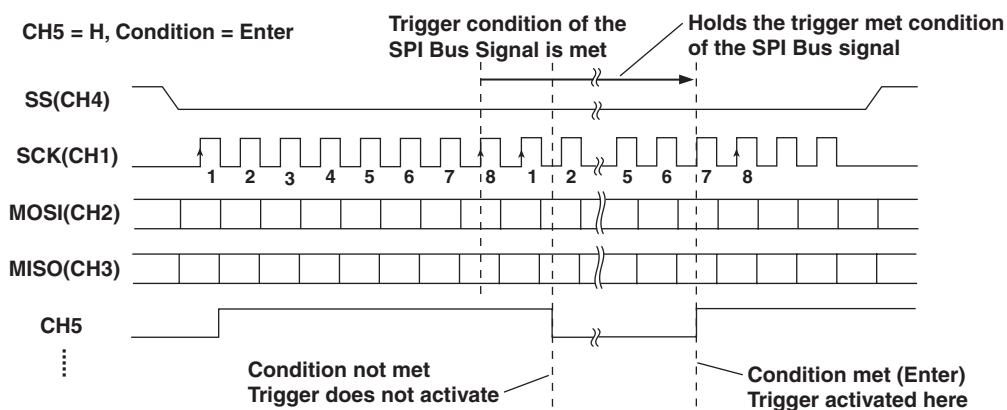 CH5 = H, Condition = Enter
Trigger condition of the
SPI Bus Signal is met
Holds the trigger met condition
of the SPI Bus signal
SS(CH4)
SCK(CH1)
1 2 3 4 5 6 7 8 1 2 5 6 7 8
MOSI(CH2)
MISO(CH3)
CH5
Condition not met
Trigger does not activate
Condition met (Enter)
Trigger activated here